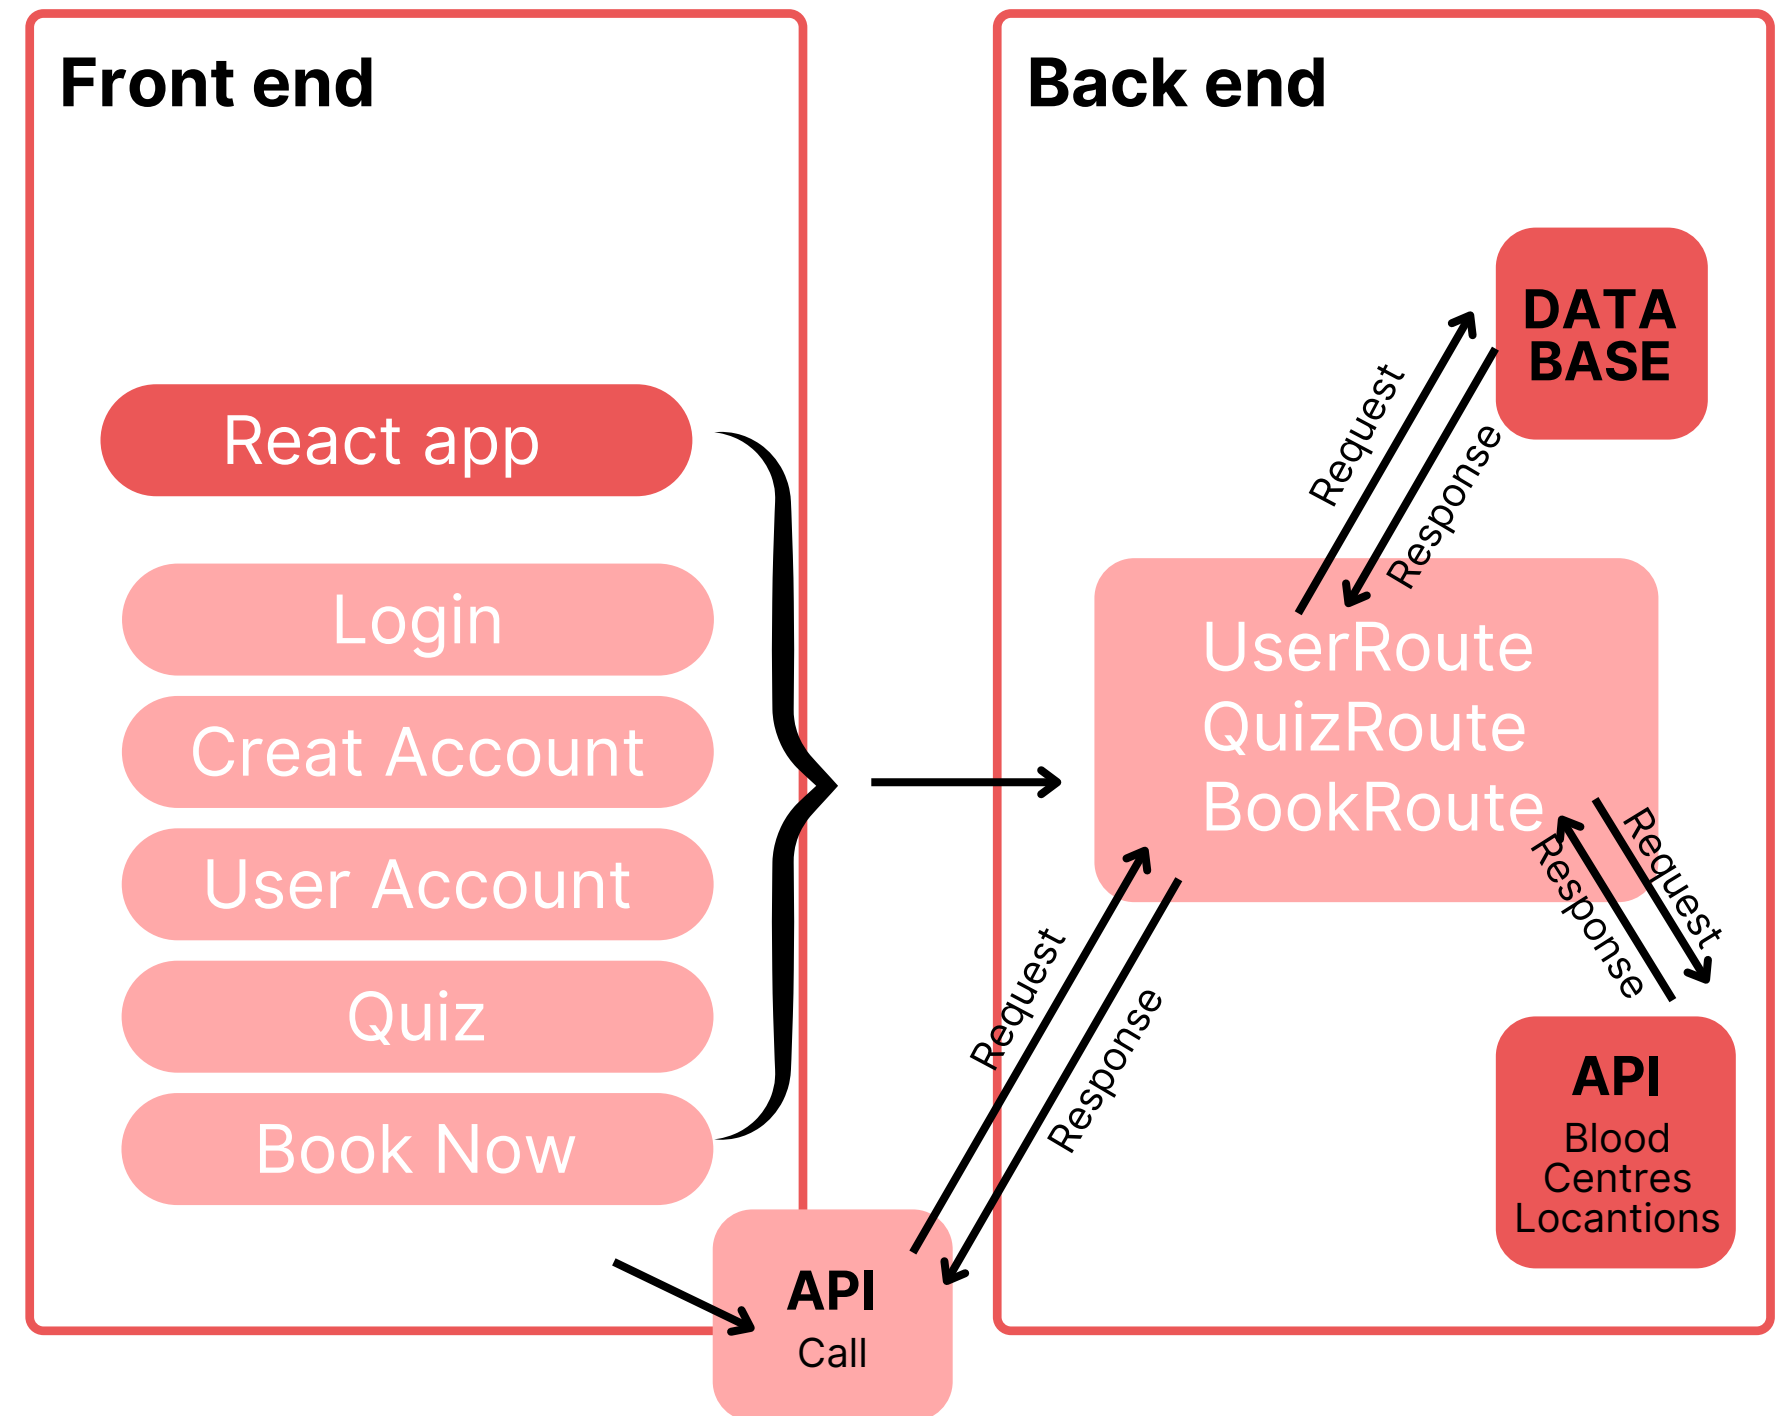 Front end
React app
Login
Creat Account
User Account
Quiz
Book Now
API
Call
Request
Response
Back end
DATA
BASE
Request
Response
UserRoute
QuizRoute
BookRoute
Request
Response
API
Blood
Centres
Locantions